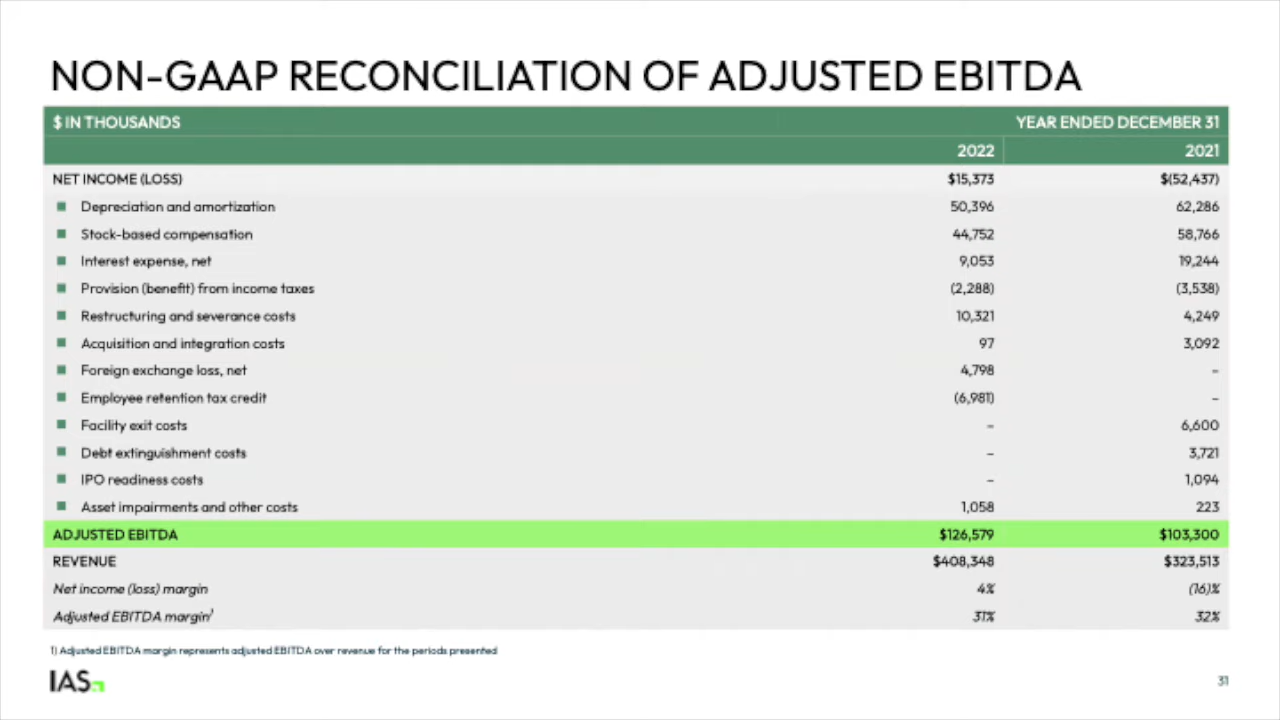 NON-GAAP RECONCILIATION OF ADJUSTED EBITDA
$ IN THOUSANDS YEAR ENDED DECEMBER 31
2022 2021
NET INCOME (LOSS) $15,373 $(52,437)
Depreciation and amortization 50,396 62,286
Stock-based compensation 44,752 58,766
Interest expense, net 9,053 19,244
Provision (benefit) from income taxes (2,288) (3,538)
Restructuring and severance costs 10,321 4,249
Acquisition and integration costs 97 3,092
Foreign exchange loss, net 4,798 –
Employee retention tax credit (6,981) –
Facility exit costs – 6,600
Debt extinguishment costs – 3,721
IPO readiness costs – 1,094
Asset impairments and other costs 1,058 223
ADJUSTED EBITDA $126,579 $103,300
REVENUE $408,348 $323,513
Net income (loss) margin 4% (16)%
Adjusted EBITDA margin¹ 31% 32%
1) Adjusted EBITDA margin represents adjusted EBITDA over revenue for the periods presented
IAS 31